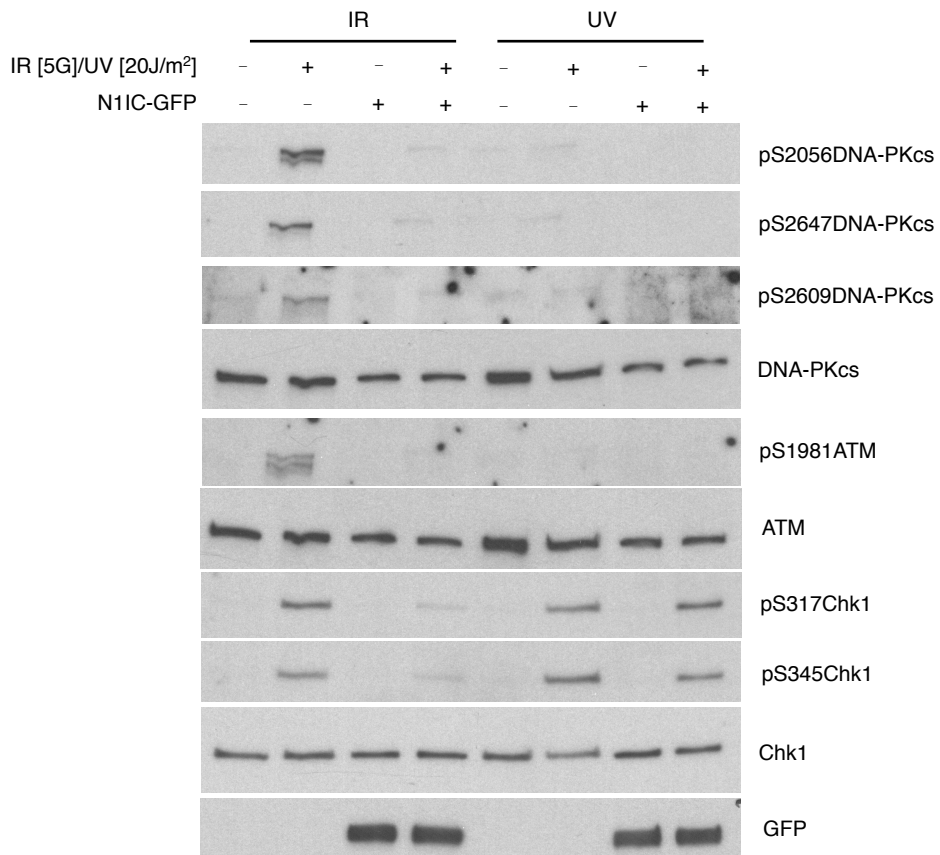 IR UV
IR [5G]/UV [20J/m²] – + – + – + – +
N1IC-GFP – – + + – – + +
pS2056DNA-PKcs
pS2647DNA-PKcs
pS2609DNA-PKcs
DNA-PKcs
pS1981ATM
ATM
pS317Chk1
pS345Chk1
Chk1
GFP